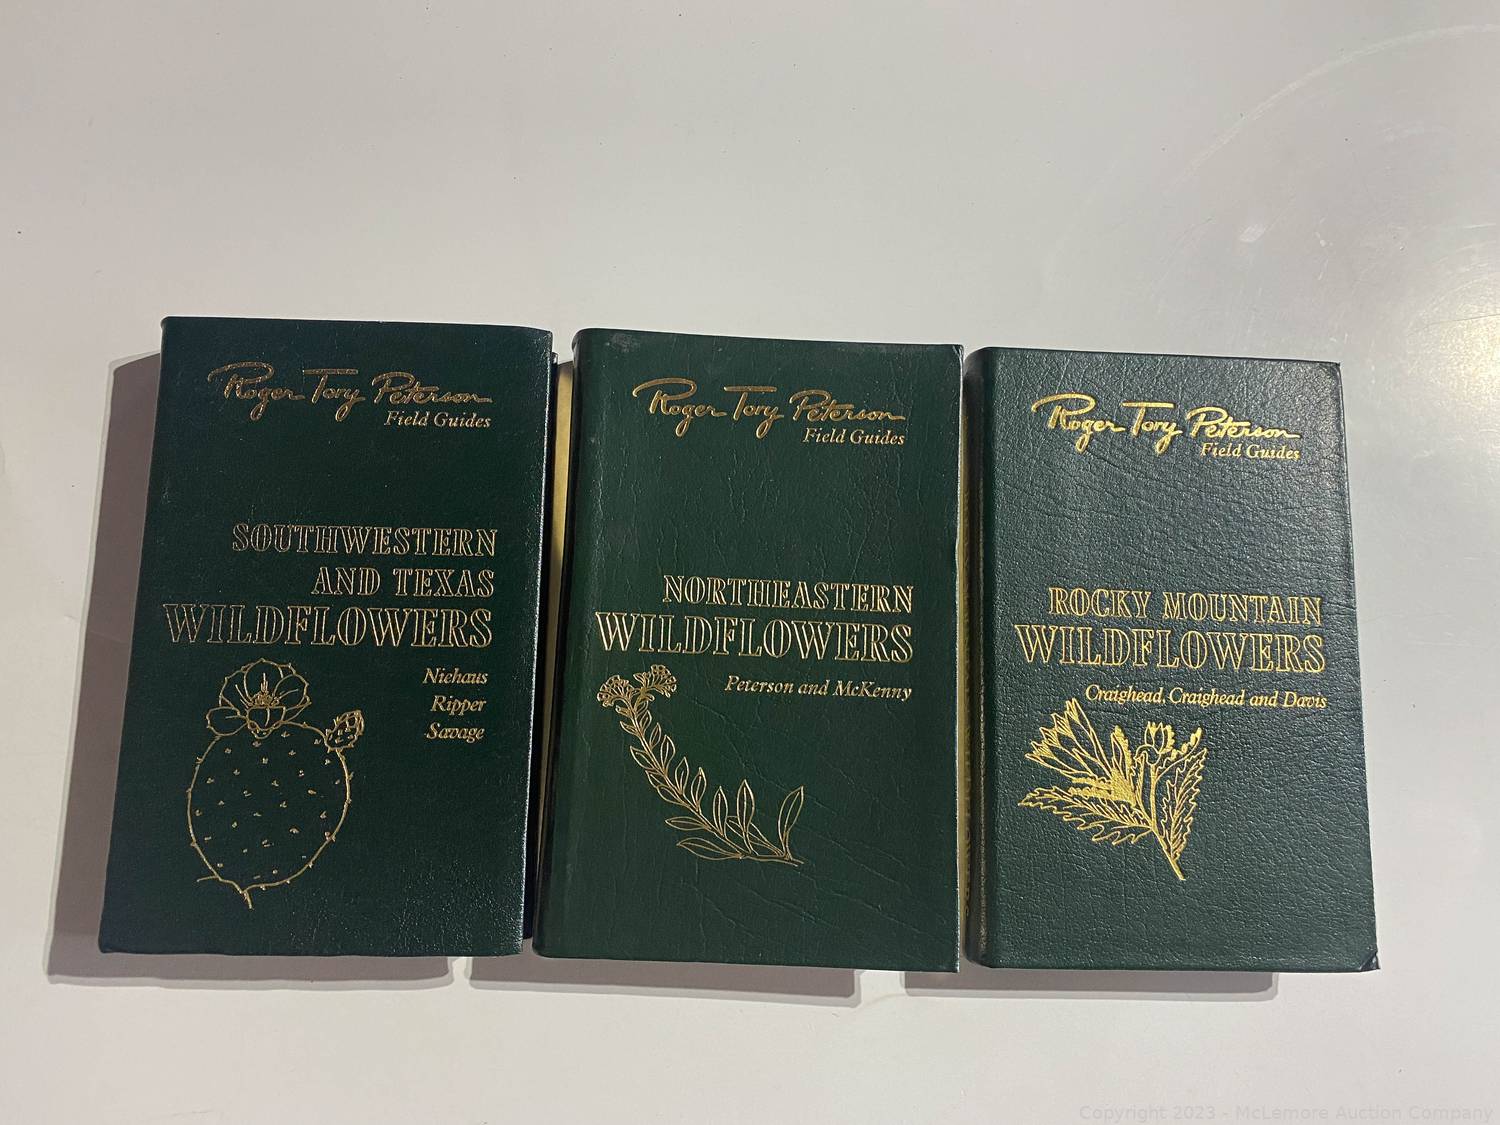 Roger Tory Peterson
Field Guides
SOUTHWESTERN
AND TEXAS
WILDFLOWERS
Niehaus
Ripper
Savage
Roger Tory Peterson
Field Guides
NORTHEASTERN
WILDFLOWERS
Peterson and McKenny
Roger Tory Peterson
Field Guides
ROCKY MOUNTAIN
WILDFLOWERS
Craighead, Craighead and Davis
Copyright 2023 - McLemore Auction Company